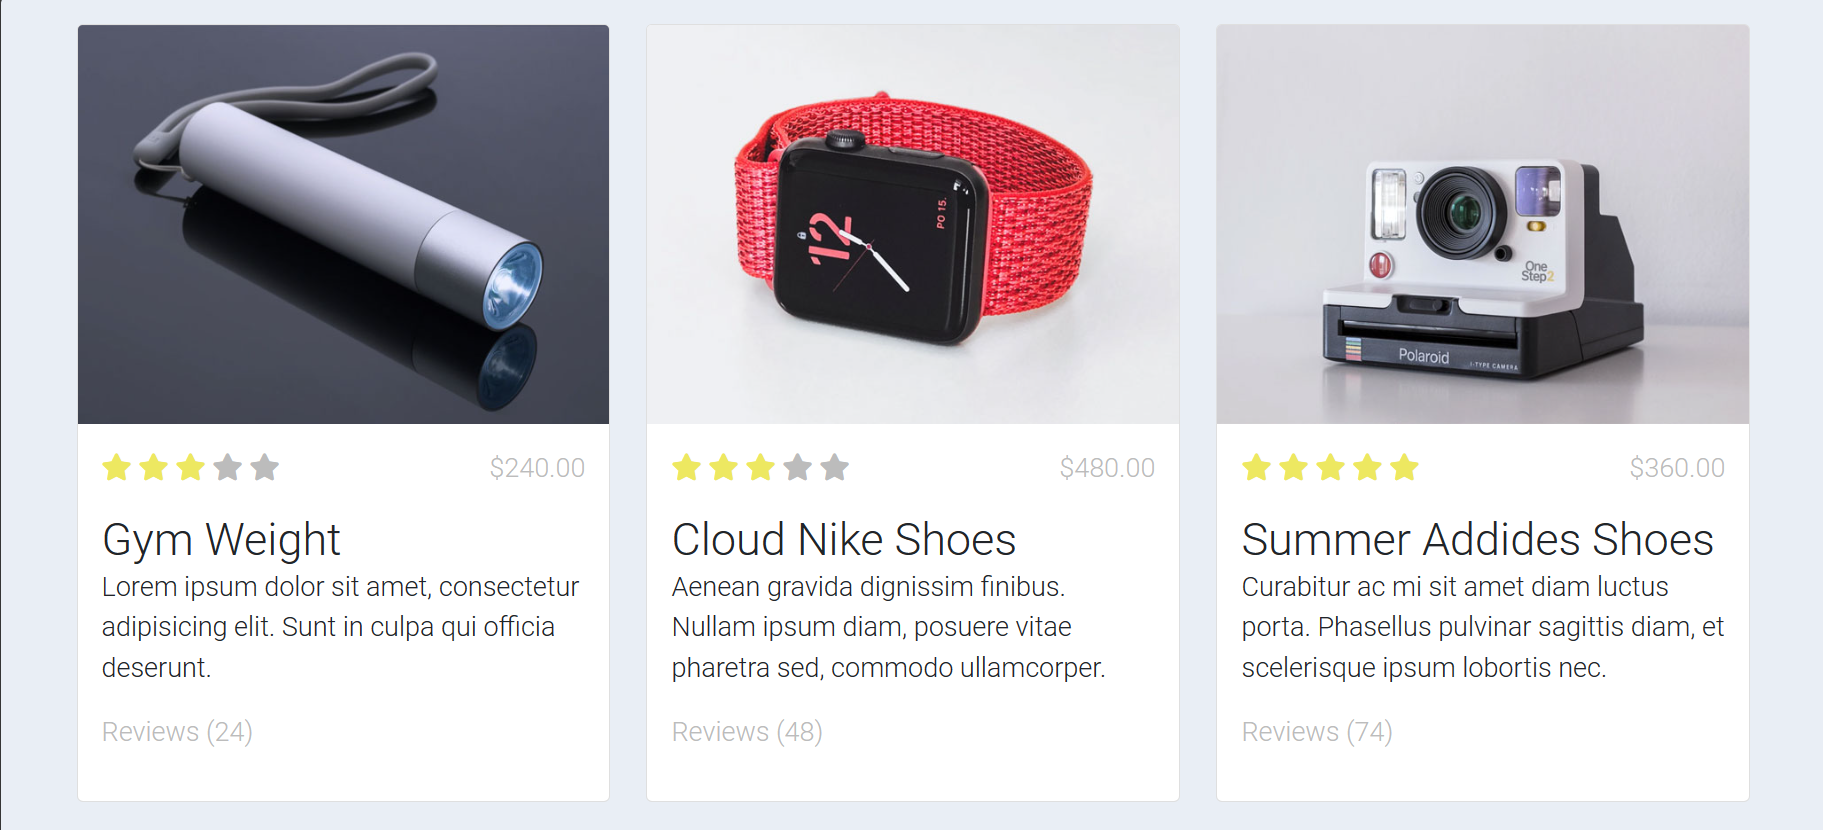 12
PO 15.
One
Step2
Polaroid
I-TYPE CAMERA
$240.00
Gym Weight
Lorem ipsum dolor sit amet, consectetur
adipisicing elit. Sunt in culpa qui officia
deserunt.
Reviews (24)
$480.00
Cloud Nike Shoes
Aenean gravida dignissim finibus.
Nullam ipsum diam, posuere vitae
pharetra sed, commodo ullamcorper.
Reviews (48)
$360.00
Summer Addides Shoes
Curabitur ac mi sit amet diam luctus
porta. Phasellus pulvinar sagittis diam, et
scelerisque ipsum lobortis nec.
Reviews (74)